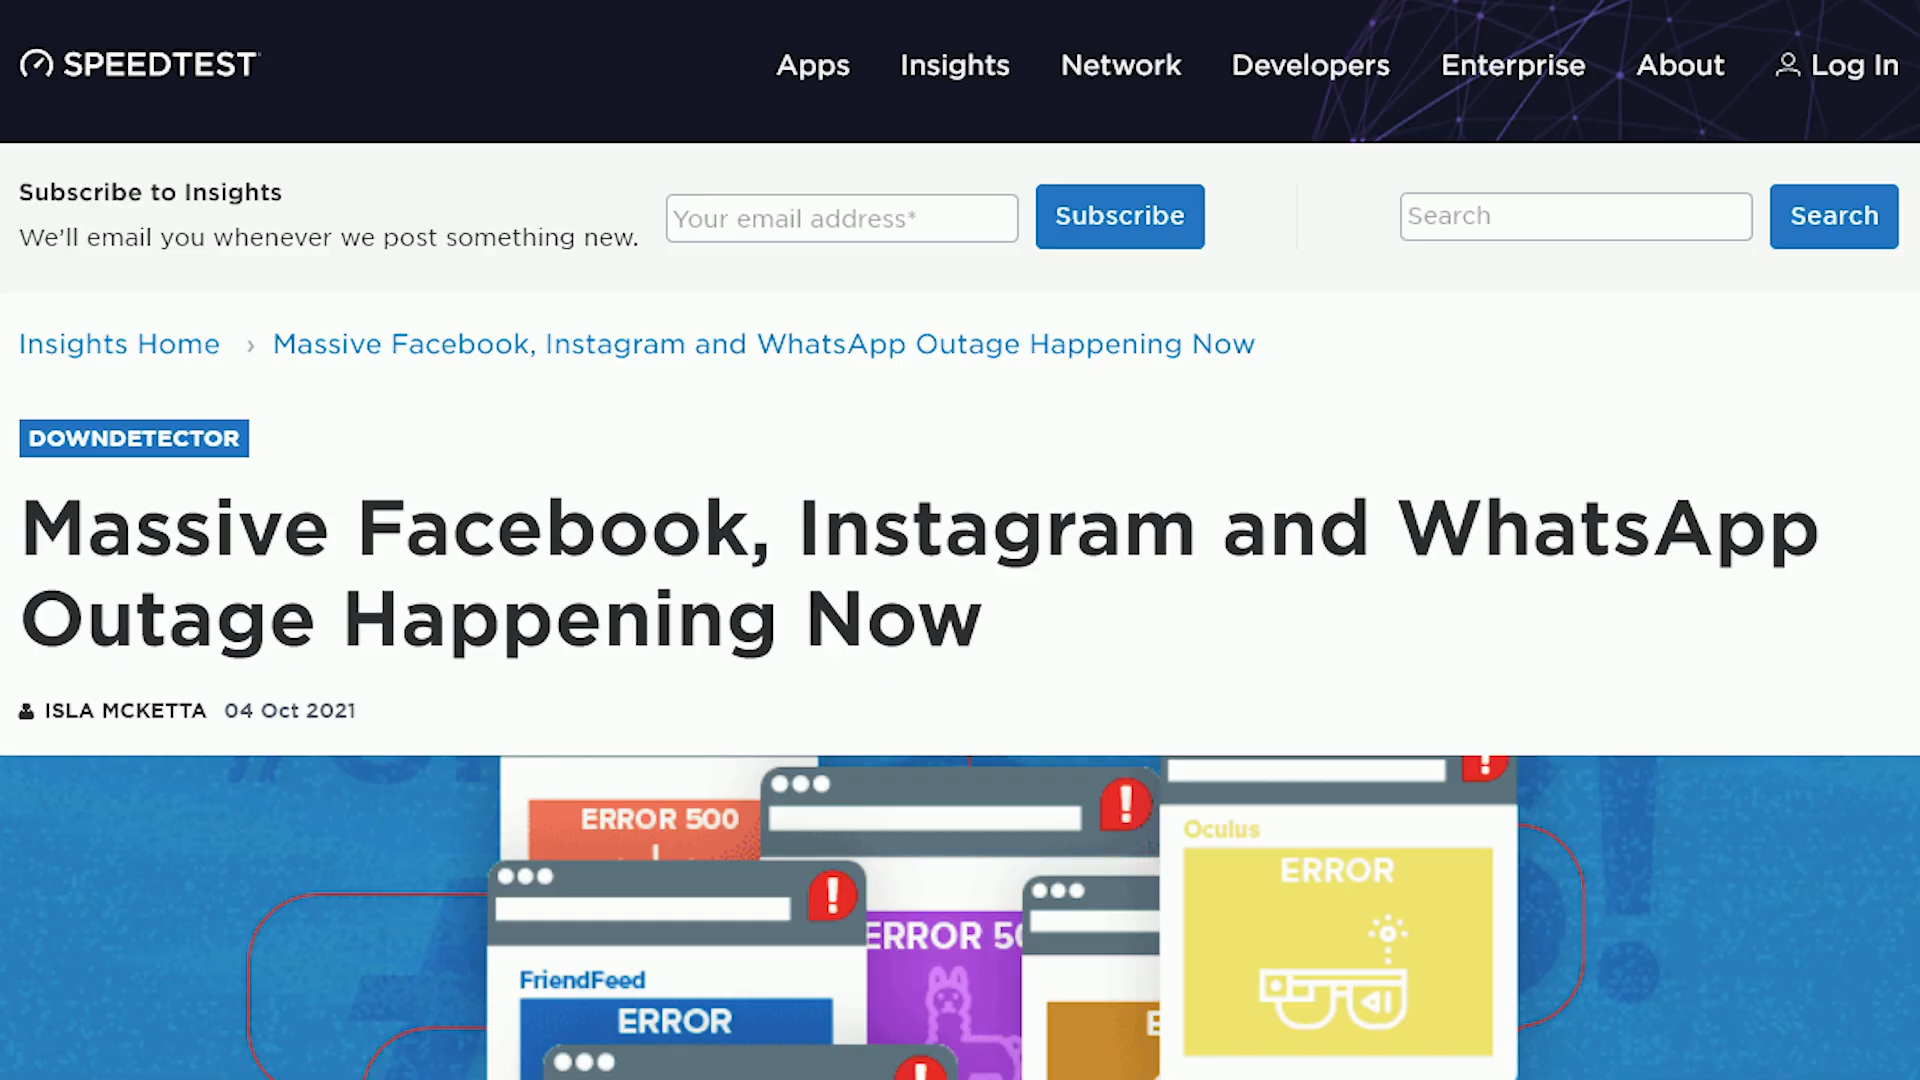 SPEEDTEST
Apps Insights Network Developers Enterprise About Log In
Subscribe to Insights
We'll email you whenever we post something new.
Your email address*
Subscribe
Search
Search
Insights Home › Massive Facebook, Instagram and WhatsApp Outage Happening Now
DOWNDETECTOR
Massive Facebook, Instagram and WhatsApp
Outage Happening Now
ISLA MCKETTA 04 Oct 2021
ERROR 500
Oculus
ERROR
ERROR 50
FriendFeed
ERROR